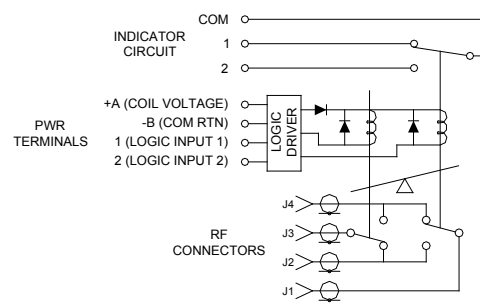 COM
INDICATOR
CIRCUIT
1
2
PWR
TERMINALS
+A (COIL VOLTAGE)
-B (COM RTN)
1 (LOGIC INPUT 1)
2 (LOGIC INPUT 2)
LOGIC
DRIVER
RF
CONNECTORS
J4
J3
J2
J1